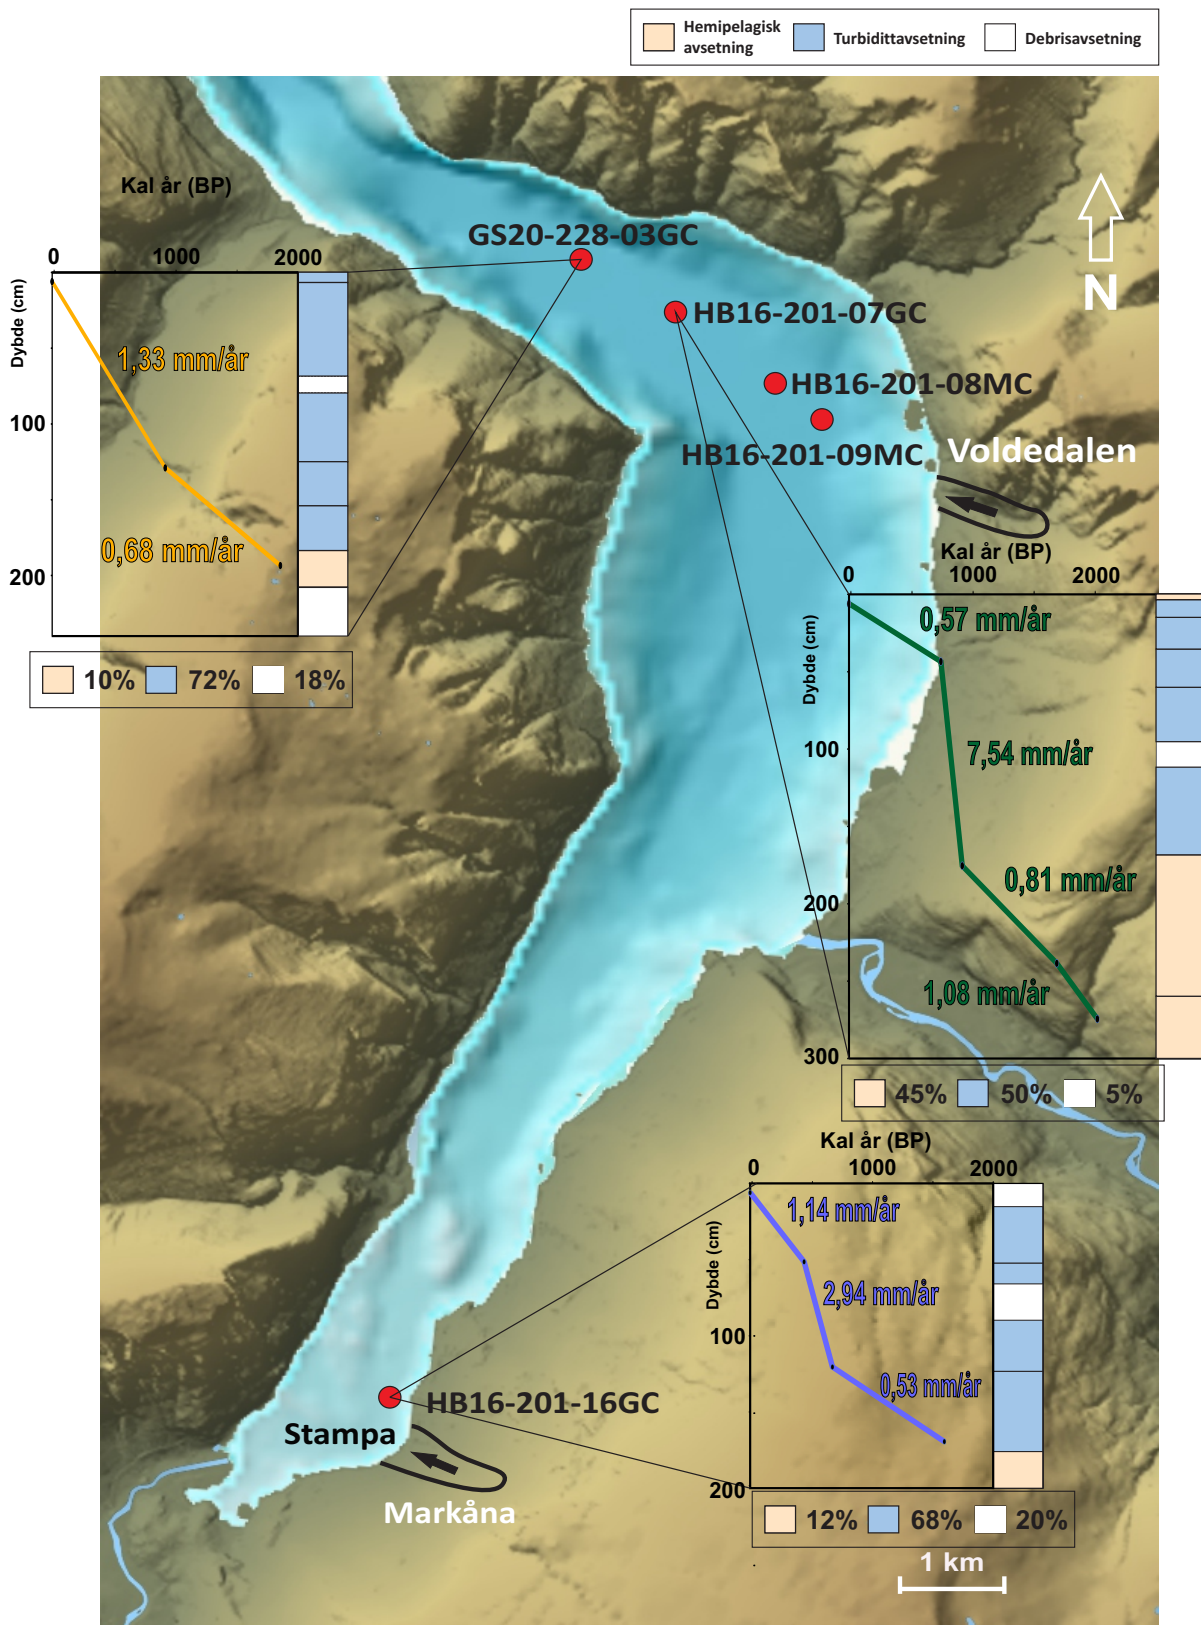 Hemipelagisk
avsetning
Turbidittavsetning
Debrisavsetning
Kal år (BP)
0
1000
2000
Dybde (cm)
100
200
1,33 mm/år
0,68 mm/år
10%
72%
18%
GS20-228-03GC
HB16-201-07GC
HB16-201-08MC
HB16-201-09MC
N
Voldedalen
Kal år (BP)
0
1000
2000
Dybde (cm)
100
200
300
0,57 mm/år
7,54 mm/år
0,81 mm/år
1,08 mm/år
45%
50%
5%
Kal år (BP)
0
1000
2000
Dybde (cm)
100
200
1,14 mm/år
2,94 mm/år
0,53 mm/år
12%
68%
20%
HB16-201-16GC
Stampa
Markåna
1 km